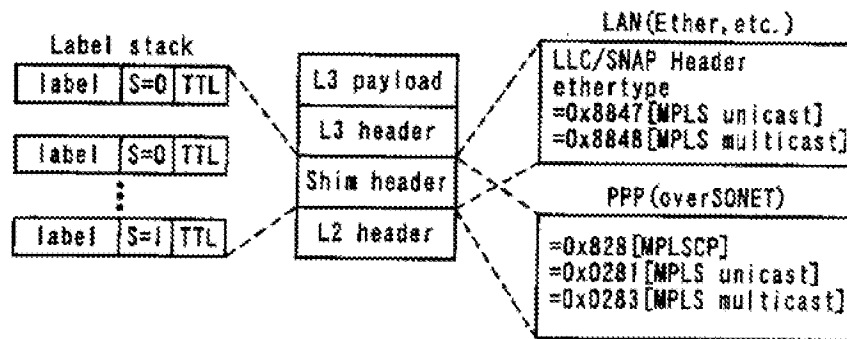 Label stack
label S=0 TTL
label S=0 TTL
label S=1 TTL
L3 payload
L3 header
Shim header
L2 header
LAN(Ether,etc.)
LLC/SNAP Header
ethertype
=0x8847[MPLS unicast]
=0x8848[MPLS multicast]
PPP(overSONET)
=0x828[MPLSCP]
=0x0281[MPLS unicast]
=0x0283[MPLS multicast]